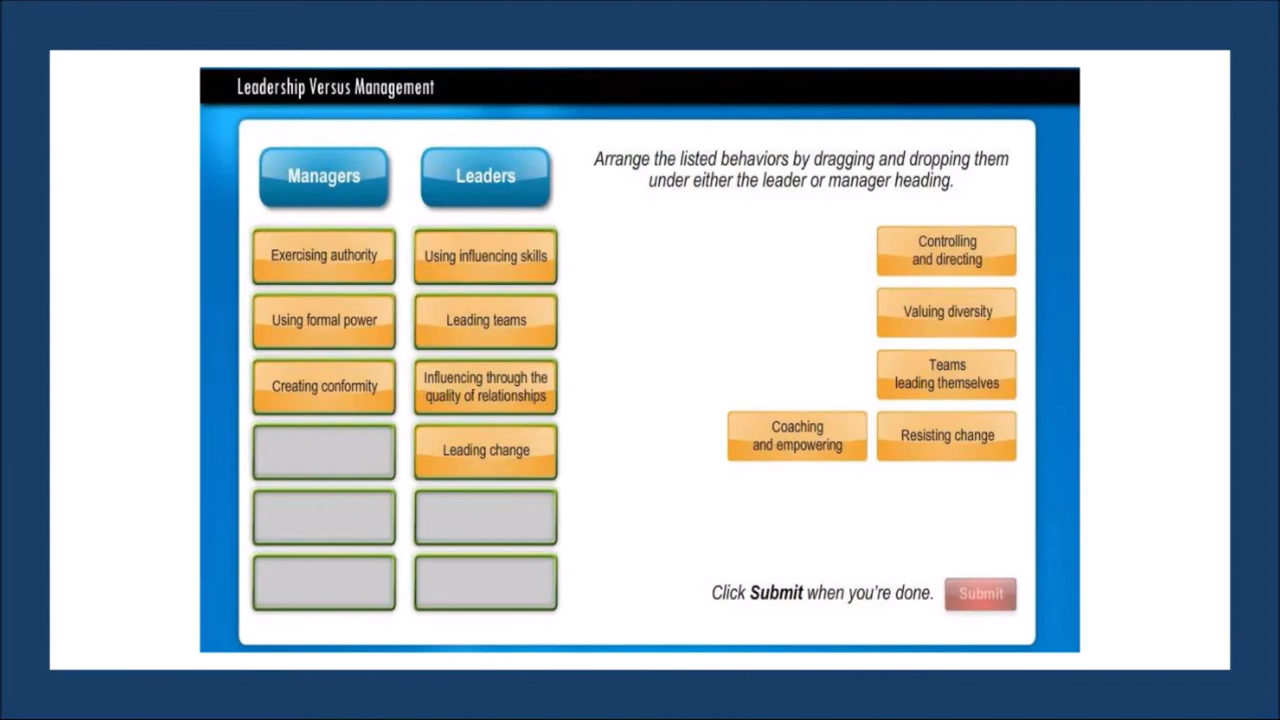 Leadership Versus Management
Managers
Leaders
Arrange the listed behaviors by dragging and dropping them
under either the leader or manager heading.
Exercising authority
Using influencing skills
Controlling
and directing
Using formal power
Leading teams
Valuing diversity
Creating conformity
Influencing through the
quality of relationships
Teams
leading themselves
Leading change
Coaching
and empowering
Resisting change
Click Submit when you're done.
Submit